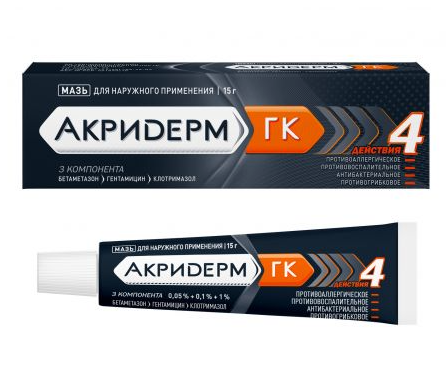 МАЗЬ ДЛЯ НАРУЖНОГО ПРИМЕНЕНИЯ | 15 г
АКРИДЕРМ ГК
4 ДЕЙСТВИЯ
ПРОТИВОАЛЛЕРГИЧЕСКОЕ
ПРОТИВОВОСПАЛИТЕЛЬНОЕ
АНТИБАКТЕРИАЛЬНОЕ
ПРОТИВОГРИБКОВОЕ
3 КОМПОНЕНТА
БЕТАМЕТАЗОН ГЕНТАМИЦИН КЛОТРИМАЗОЛ
МАЗЬ ДЛЯ НАРУЖНОГО ПРИМЕНЕНИЯ | 15 г
АКРИДЕРМ ГК
4 ДЕЙСТВИЯ
ПРОТИВОАЛЛЕРГИЧЕСКОЕ
ПРОТИВОВОСПАЛИТЕЛЬНОЕ
АНТИБАКТЕРИАЛЬНОЕ
ПРОТИВОГРИБКОВОЕ
3 КОМПОНЕНТА
0,05% + 0,1% + 1%
БЕТАМЕТАЗОН ГЕНТАМИЦИН КЛОТРИМАЗОЛ